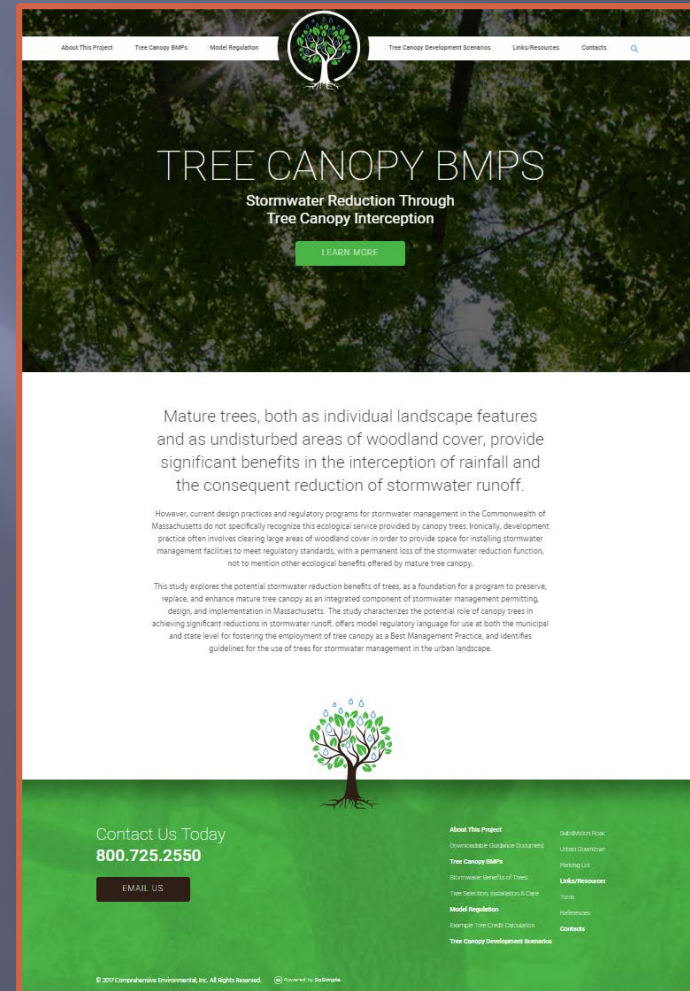 About This Project Tree Canopy BMPs Model Regulation Tree Canopy Development Scenarios Links/Resources Contacts
TREE CANOPY BMPS
Stormwater Reduction Through
Tree Canopy Interception
LEARN MORE
Mature trees, both as individual landscape features
and as undisturbed areas of woodland cover, provide
significant benefits in the interception of rainfall and
the consequent reduction of stormwater runoff.
However, current design practices and regulatory programs for stormwater management in the Commonwealth of
Massachusetts do not specifically recognize this ecological service provided by canopy trees. Ironically, development
practice often involves clearing large areas of woodland cover in order to provide space for installing stormwater
management facilities to meet regulatory standards, with a permanent loss of the stormwater reduction function,
not to mention other ecological benefits offered by mature tree canopy.
This study explores the potential stormwater reduction benefits of trees, as a foundation for a program to preserve,
replace, and enhance mature tree canopy as an integrated component of stormwater management permitting,
design, and implementation in Massachusetts. The study characterizes the potential role of canopy trees in
achieving significant reductions in stormwater runoff, offers model regulatory language for use at both the municipal
and state level for fostering the employment of tree canopy as a Best Management Practice, and identifies
guidelines for the use of trees for stormwater management in the urban landscape.
Contact Us Today
800.725.2550
EMAIL US
About This Project
Downloadable Guidance Document
Tree Canopy BMPs
Stormwater Benefits of Trees
Tree Selection, Installation & Care
Model Regulation
Example Tree Credit Calculation
Tree Canopy Development Scenarios
Subdivision Road
Urban Downtown
Parking Lot
Links/Resources
Tools
References
Contacts
© 2017 Comprehensive Environmental, Inc. All Rights Reserved. Powered by SoSimple.